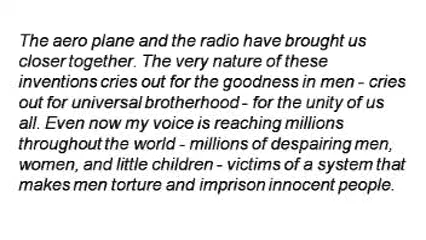 The aero plane and the radio have brought us
closer together. The very nature of these
inventions cries out for the goodness in men - cries
out for universal brotherhood - for the unity of us
all. Even now my voice is reaching millions
throughout the world - millions of despairing men,
women, and little children - victims of a system that
makes men torture and imprison innocent people.